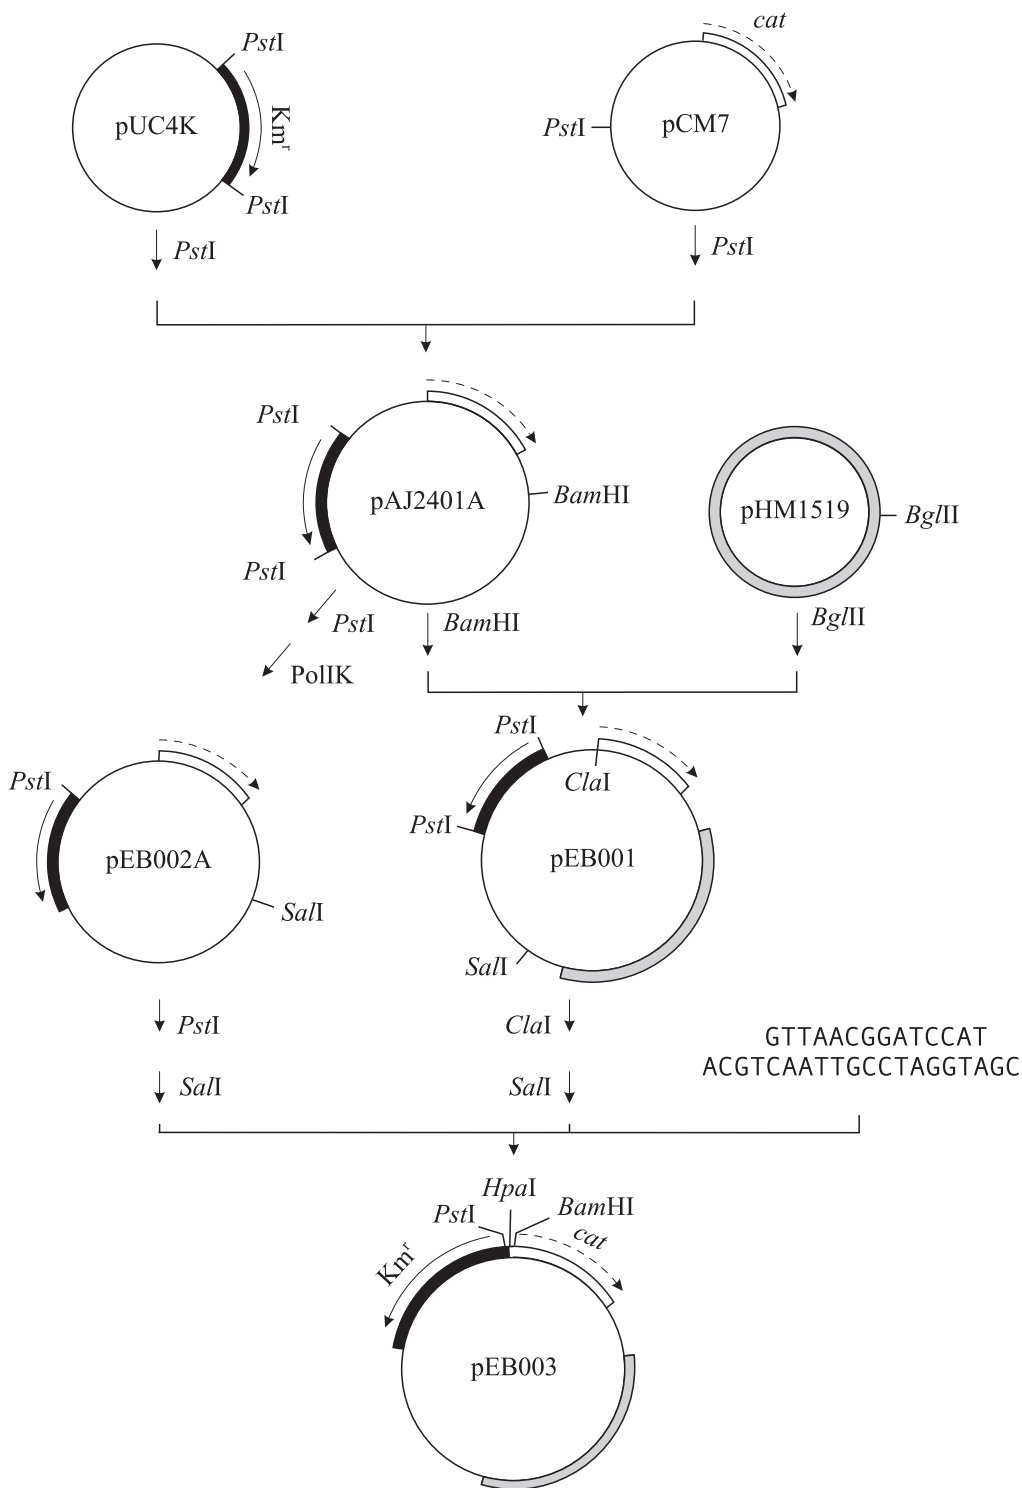 cat
PstI
pUC4K
Kmr
PstI
pCM7
PstI
PstI
PstI
PstI
pAJ2401A
BamHI
PstI
pHM1519
BglII
PstI
BamHI
BglII
PolIK
PstI
ClaI
PstI
PstI
pEB002A
SalI
pEB001
SalI
PstI
ClaI
GTTAACGGATCCAT
ACGTCAATTGCCTAGGTAGC
SalI
SalI
HpaI
PstI
BamHI
Kmr
cat
pEB003